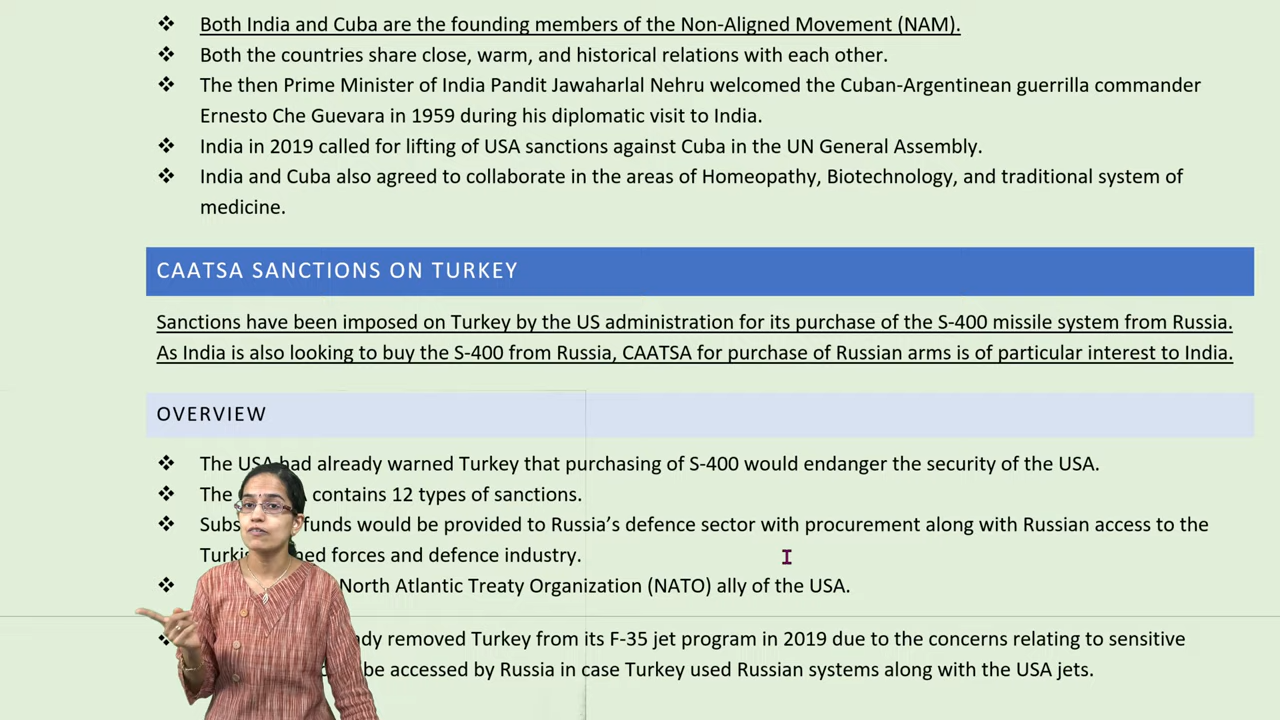 ❖ Both India and Cuba are the founding members of the Non-Aligned Movement (NAM).
❖ Both the countries share close, warm, and historical relations with each other.
❖ The then Prime Minister of India Pandit Jawaharlal Nehru welcomed the Cuban-Argentinean guerrilla commander
Ernesto Che Guevara in 1959 during his diplomatic visit to India.
❖ India in 2019 called for lifting of USA sanctions against Cuba in the UN General Assembly.
❖ India and Cuba also agreed to collaborate in the areas of Homeopathy, Biotechnology, and traditional system of
medicine.
CAATSA SANCTIONS ON TURKEY
Sanctions have been imposed on Turkey by the US administration for its purchase of the S-400 missile system from Russia.
As India is also looking to buy the S-400 from Russia, CAATSA for purchase of Russian arms is of particular interest to India.
OVERVIEW
❖ The USA had already warned Turkey that purchasing of S-400 would endanger the security of the USA.
❖ The contains 12 types of sanctions.
❖ funds would be provided to Russia’s defence sector with procurement along with Russian access to the
forces and defence industry.
❖ North Atlantic Treaty Organization (NATO) ally of the USA.
❖ removed Turkey from its F-35 jet program in 2019 due to the concerns relating to sensitive
be accessed by Russia in case Turkey used Russian systems along with the USA jets.